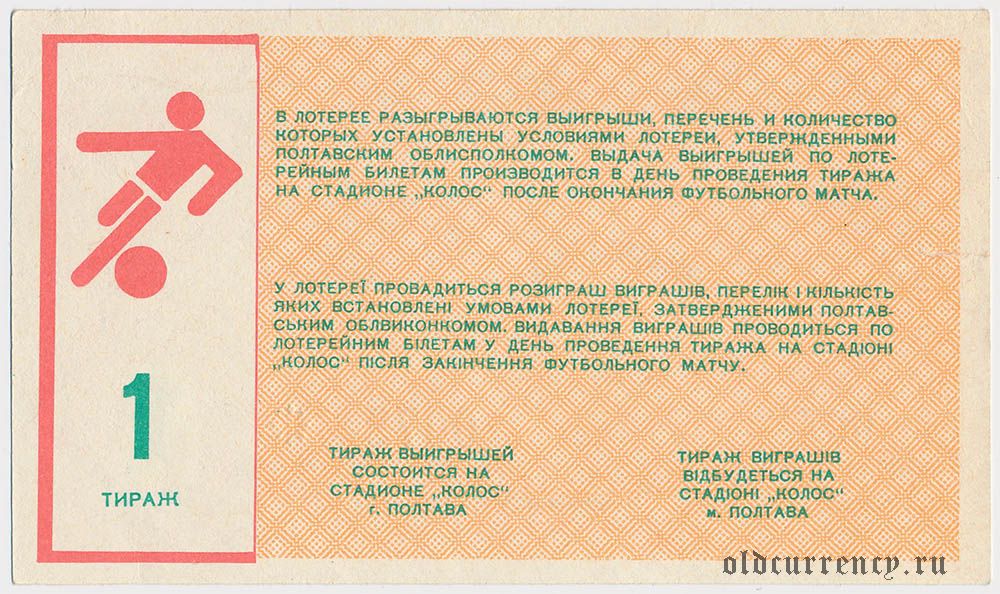 В ЛОТЕРЕЕ РАЗЫГРЫВАЮТСЯ ВЫИГРЫШИ, ПЕРЕЧЕНЬ И КОЛИЧЕСТВО
КОТОРЫХ УСТАНОВЛЕНЫ УСЛОВИЯМИ ЛОТЕРЕИ, УТВЕРЖДЕННЫМИ
ПОЛТАВСКИМ ОБЛИСПОЛКОМОМ. ВЫДАЧА ВЫИГРЫШЕЙ ПО ЛОТЕ-
РЕЙНЫМ БИЛЕТАМ ПРОИЗВОДИТСЯ В ДЕНЬ ПРОВЕДЕНИЯ ТИРАЖА
НА СТАДИОНЕ „КОЛОС“ ПОСЛЕ ОКОНЧАНИЯ ФУТБОЛЬНОГО МАТЧА.
У ЛОТЕРЕЇ ПРОВАДИТЬСЯ РОЗИГРАШ ВИГРАШІВ, ПЕРЕЛІК І КІЛЬКІСТЬ
ЯКИХ ВСТАНОВЛЕНІ УМОВАМИ ЛОТЕРЕЇ, ЗАТВЕРДЖЕНИМИ ПОЛТАВ-
СЬКИМ ОБЛВИКОНКОМОМ. ВИДАВАННЯ ВИГРАШІВ ПРОВОДИТЬСЯ ПО
ЛОТЕРЕЙНИМ БІЛЕТАМ У ДЕНЬ ПРОВЕДЕННЯ ТИРАЖА НА СТАДІОНІ
„КОЛОС“ ПІСЛЯ ЗАКІНЧЕННЯ ФУТБОЛЬНОГО МАТЧУ.
1
ТИРАЖ
ТИРАЖ ВЫИГРЫШЕЙ
СОСТОИТСЯ НА
СТАДИОНЕ „КОЛОС“
г. ПОЛТАВА
ТИРАЖ ВИГРАШІВ
ВІДБУДЕТЬСЯ НА
СТАДІОНІ „КОЛОС“
м. ПОЛТАВА
oldcurrency.ru